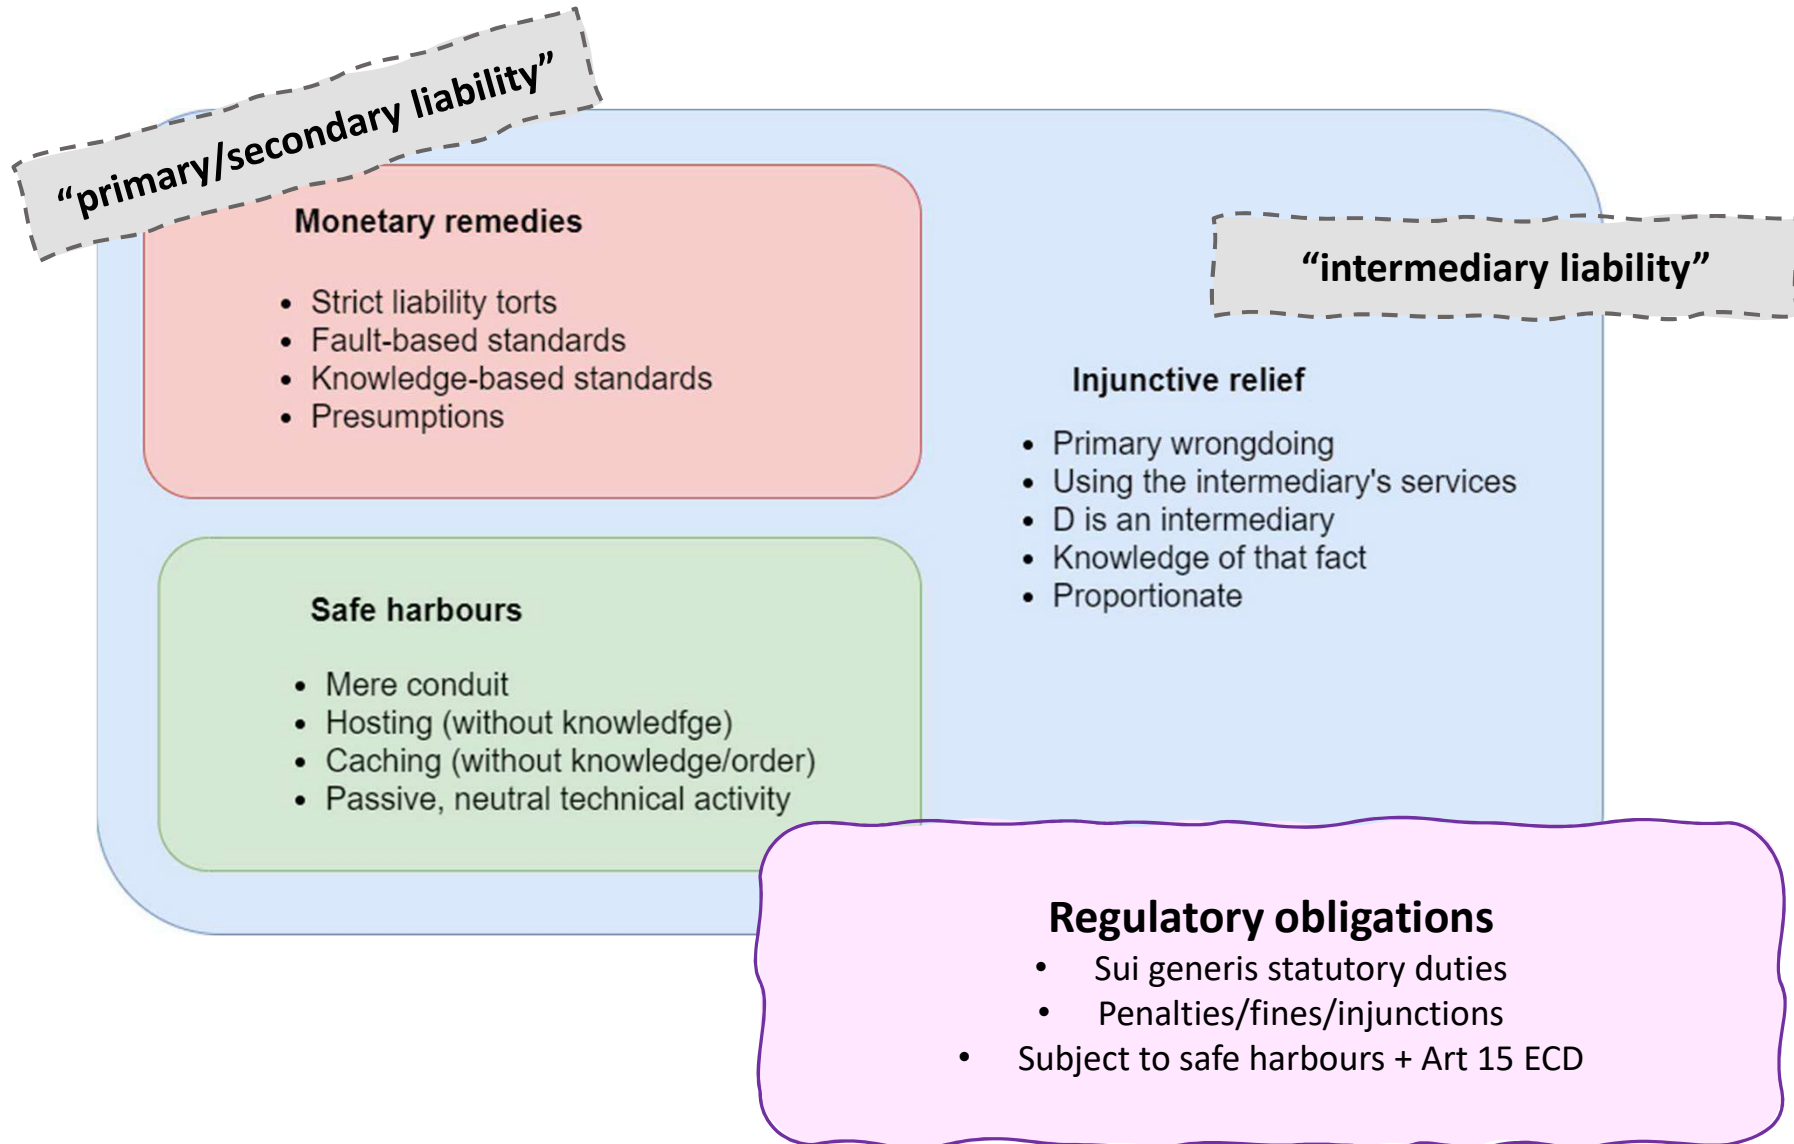 “primary/secondary liability”
Monetary remedies
• Strict liability torts
• Fault-based standards
• Knowledge-based standards
• Presumptions
“intermediary liability”
Injunctive relief
• Primary wrongdoing
• Using the intermediary's services
• D is an intermediary
• Knowledge of that fact
• Proportionate
Safe harbours
• Mere conduit
• Hosting (without knowledfge)
• Caching (without knowledge/order)
• Passive, neutral technical activity
Regulatory obligations
• Sui generis statutory duties
• Penalties/fines/injunctions
• Subject to safe harbours + Art 15 ECD